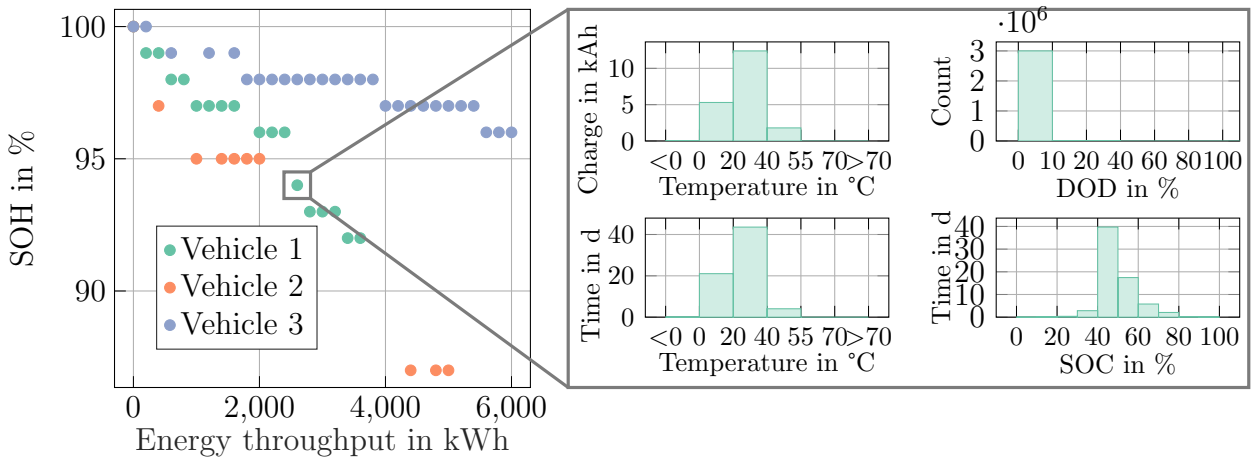 100
95
90
SOH in %
Vehicle 1
Vehicle 2
Vehicle 3
0 2,000 4,000 6,000
Energy throughput in kWh
10
5
0
Charge in kAh
<0 0 20 40 55 70 >70
Temperature in °C
·10⁶
3
2
1
0
Count
0 10 20 40 60 80 100
DOD in %
40
20
0
Time in d
<0 0 20 40 55 70 >70
Temperature in °C
40
30
20
10
0
Time in d
0 20 40 60 80 100
SOC in %